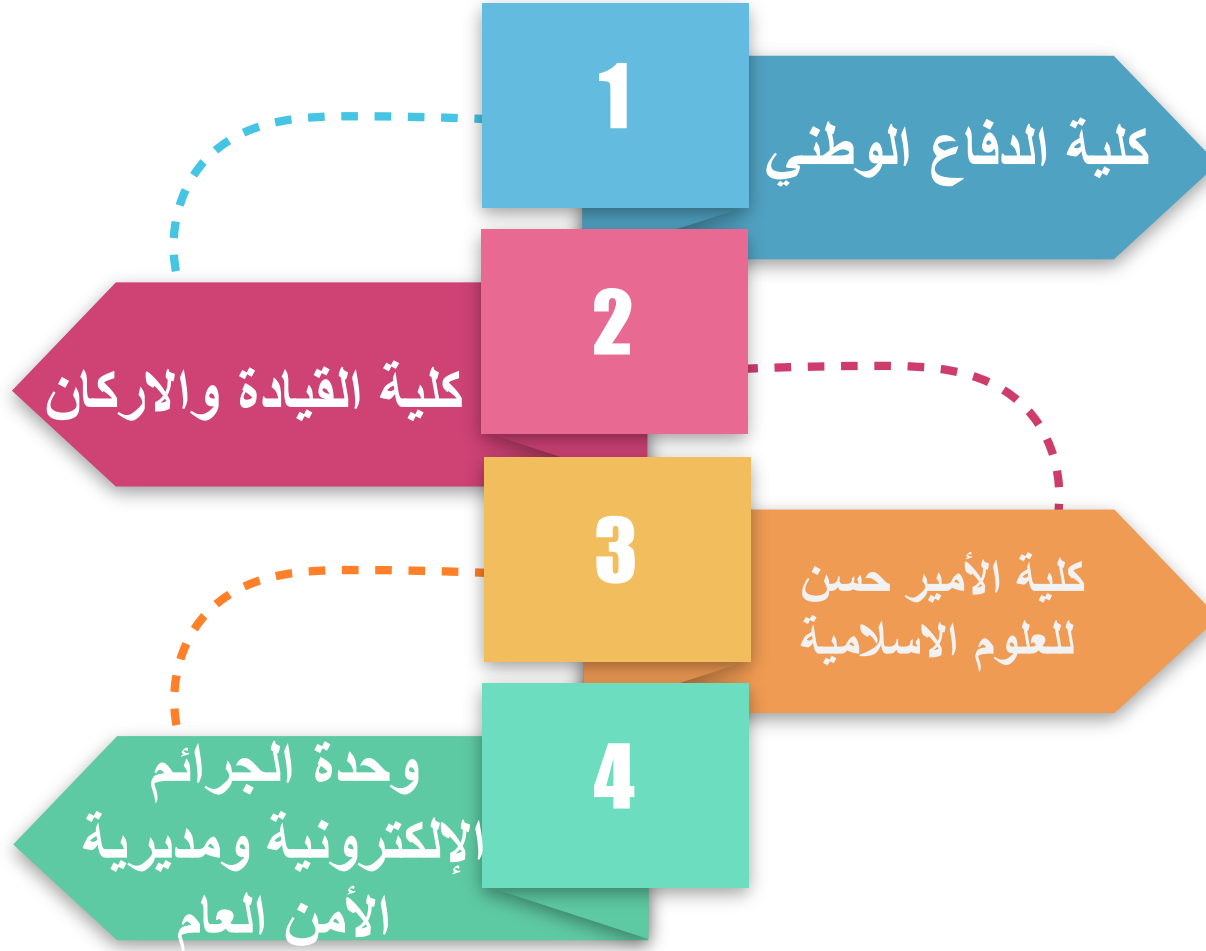 1
كلية الدفاع الوطني
2
كلية القيادة والاركان
3
كلية الأمير حسن
للعلوم الاسلامية
4
وحدة الجرائم
الإلكترونية ومديرية
الأمن العام